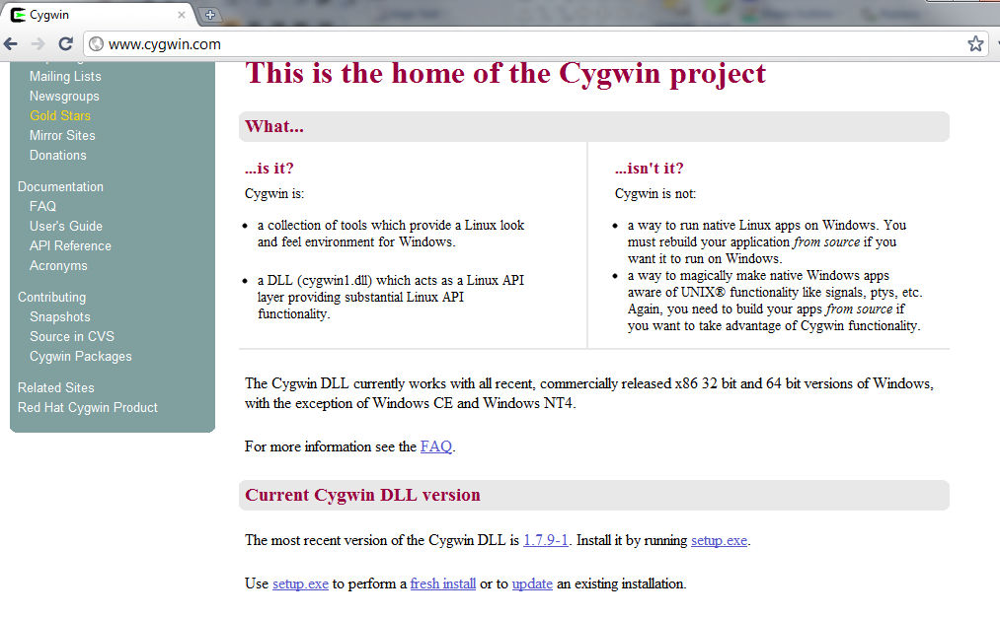 Cygwin
www.cygwin.com
Mailing Lists
Newsgroups
Gold Stars
Mirror Sites
Donations
Documentation
FAQ
User's Guide
API Reference
Acronyms
Contributing
Snapshots
Source in CVS
Cygwin Packages
Related Sites
Red Hat Cygwin Product
This is the home of the Cygwin project
What...
...is it?
Cygwin is:
• a collection of tools which provide a Linux look
and feel environment for Windows.
• a DLL (cygwin1.dll) which acts as a Linux API
layer providing substantial Linux API
functionality.
...isn't it?
Cygwin is not:
• a way to run native Linux apps on Windows. You
must rebuild your application from source if you
want it to run on Windows.
• a way to magically make native Windows apps
aware of UNIX® functionality like signals, ptys, etc.
Again, you need to build your apps from source if
you want to take advantage of Cygwin functionality.
The Cygwin DLL currently works with all recent, commercially released x86 32 bit and 64 bit versions of Windows,
with the exception of Windows CE and Windows NT4.
For more information see the FAQ.
Current Cygwin DLL version
The most recent version of the Cygwin DLL is 1.7.9-1. Install it by running setup.exe.
Use setup.exe to perform a fresh install or to update an existing installation.